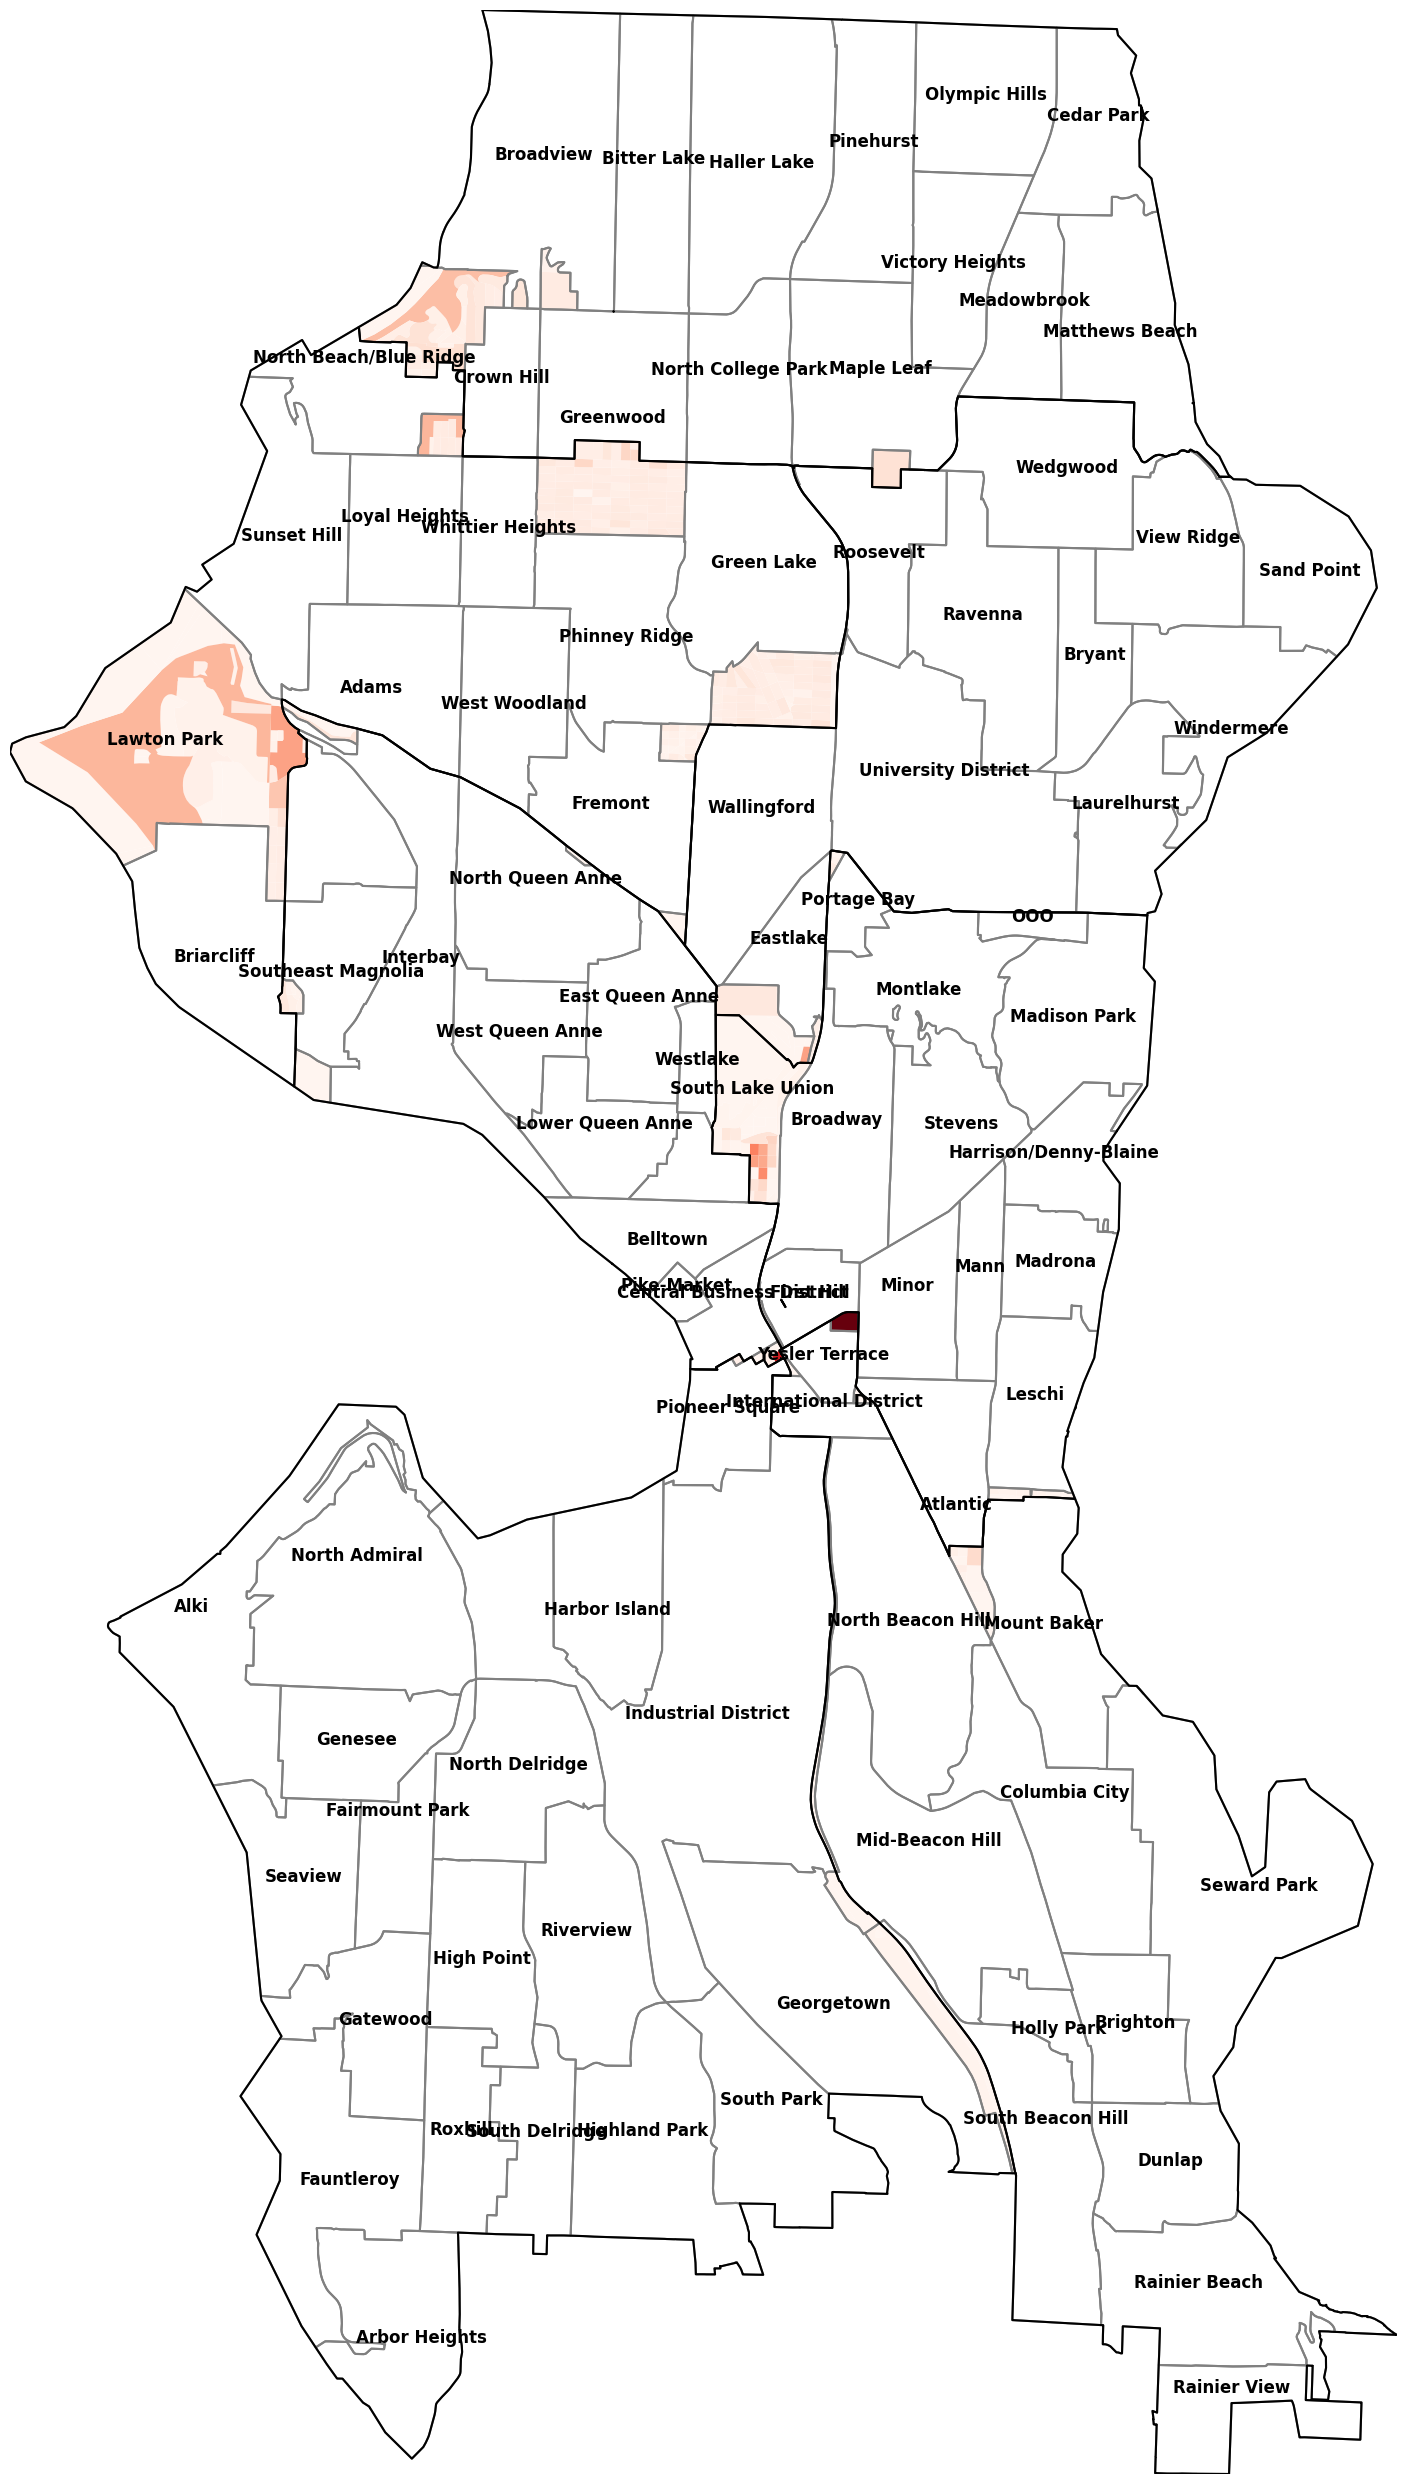 Olympic Hills
Cedar Park
Pinehurst
Broadview
Bitter Lake
Haller Lake
Victory Heights
Meadowbrook
Matthews Beach
North Beach/Blue Ridge
Crown Hill
North College Park
Maple Leaf
Greenwood
Wedgwood
Loyal Heights
Whittier Heights
Sunset Hill
View Ridge
Roosevelt
Green Lake
Sand Point
Ravenna
Phinney Ridge
Bryant
Adams
West Woodland
Windermere
Lawton Park
University District
Fremont
Wallingford
Laurelhurst
North Queen Anne
Portage Bay
OOO
Eastlake
Briarcliff
Interbay
Southeast Magnolia
East Queen Anne
Montlake
Madison Park
West Queen Anne
Westlake
South Lake Union
Broadway
Lower Queen Anne
Stevens
Harrison/Denny-Blaine
Belltown
Madrona
Mann
Pike-Market
Minor
Central Business District
First Hill
Yesler Terrace
Leschi
International District
Pioneer Square
Atlantic
North Admiral
Alki
Harbor Island
North Beacon Hill
Mount Baker
Industrial District
Genesee
North Delridge
Columbia City
Fairmount Park
Mid-Beacon Hill
Seaview
Seward Park
Riverview
High Point
Georgetown
Gatewood
Holly Park
Brighton
South Park
South Beacon Hill
Roxhill
South Delridge
Highland Park
Dunlap
Fauntleroy
Rainier Beach
Arbor Heights
Rainier View